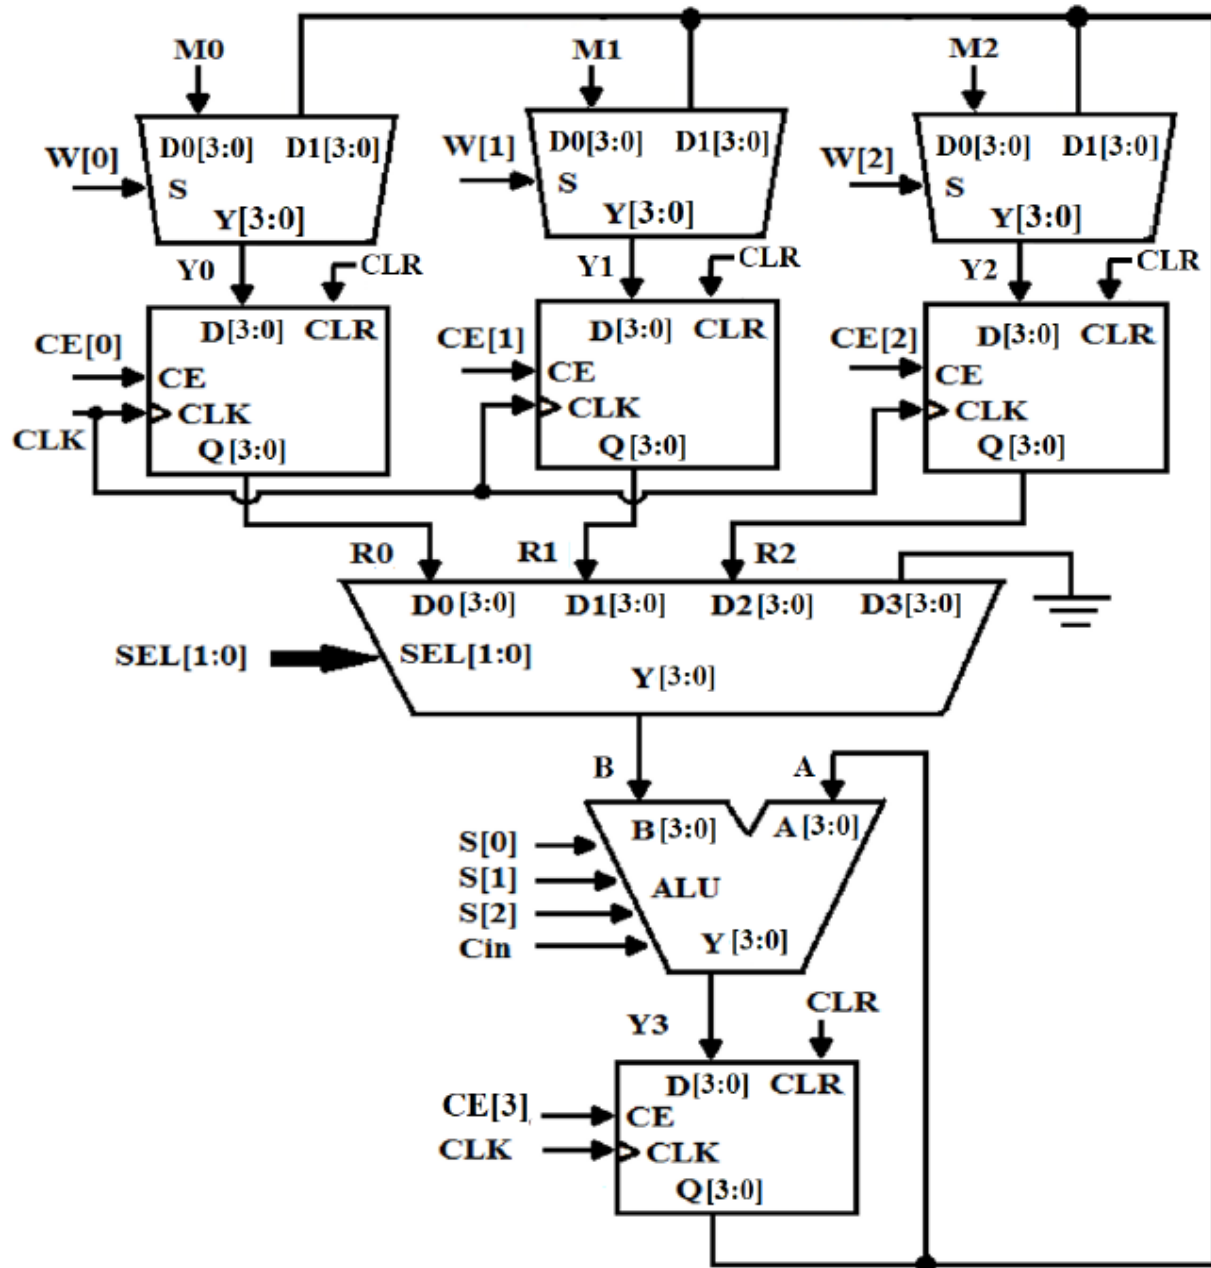 M0 M1 M2
D0[3:0] D1[3:0] D0[3:0] D1[3:0] D0[3:0] D1[3:0]
W[0] W[1] W[2]
S S S
Y[3:0] Y[3:0] Y[3:0]
Y0 CLR Y1 CLR Y2 CLR
D[3:0] CLR D[3:0] CLR D[3:0] CLR
CE[0] CE[1] CE[2]
CE CE CE
CLK CLK CLK
CLK
Q[3:0] Q[3:0] Q[3:0]
R0 R1 R2
D0[3:0] D1[3:0] D2[3:0] D3[3:0]
SEL[1:0] SEL[1:0]
Y[3:0]
B A
B[3:0] A[3:0]
S[0]
S[1] ALU
S[2]
Cin Y[3:0]
CLR
Y3
D[3:0] CLR
CE[3] CE
CLK CLK
Q[3:0]